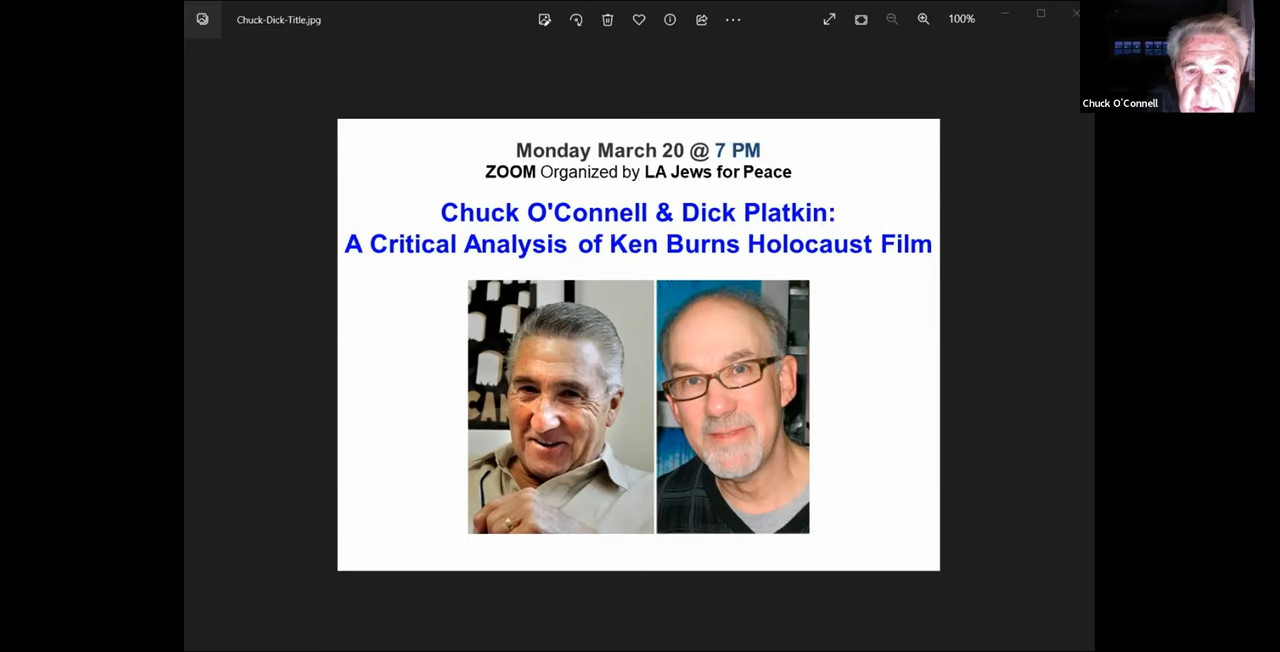 Chuck-Dick-Title.jpg
100%
Chuck O'Connell
Monday March 20 @ 7 PM
ZOOM Organized by LA Jews for Peace
Chuck O'Connell & Dick Platkin:
A Critical Analysis of Ken Burns Holocaust Film
CAN